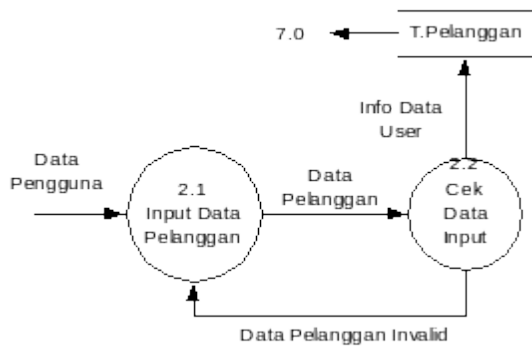 7.0
T.Pelanggan
Info Data
User
Data
Pengguna
2.1
Input Data
Pelanggan
Data
Pelanggan
2.2
Cek
Data
Input
Data Pelanggan Invalid